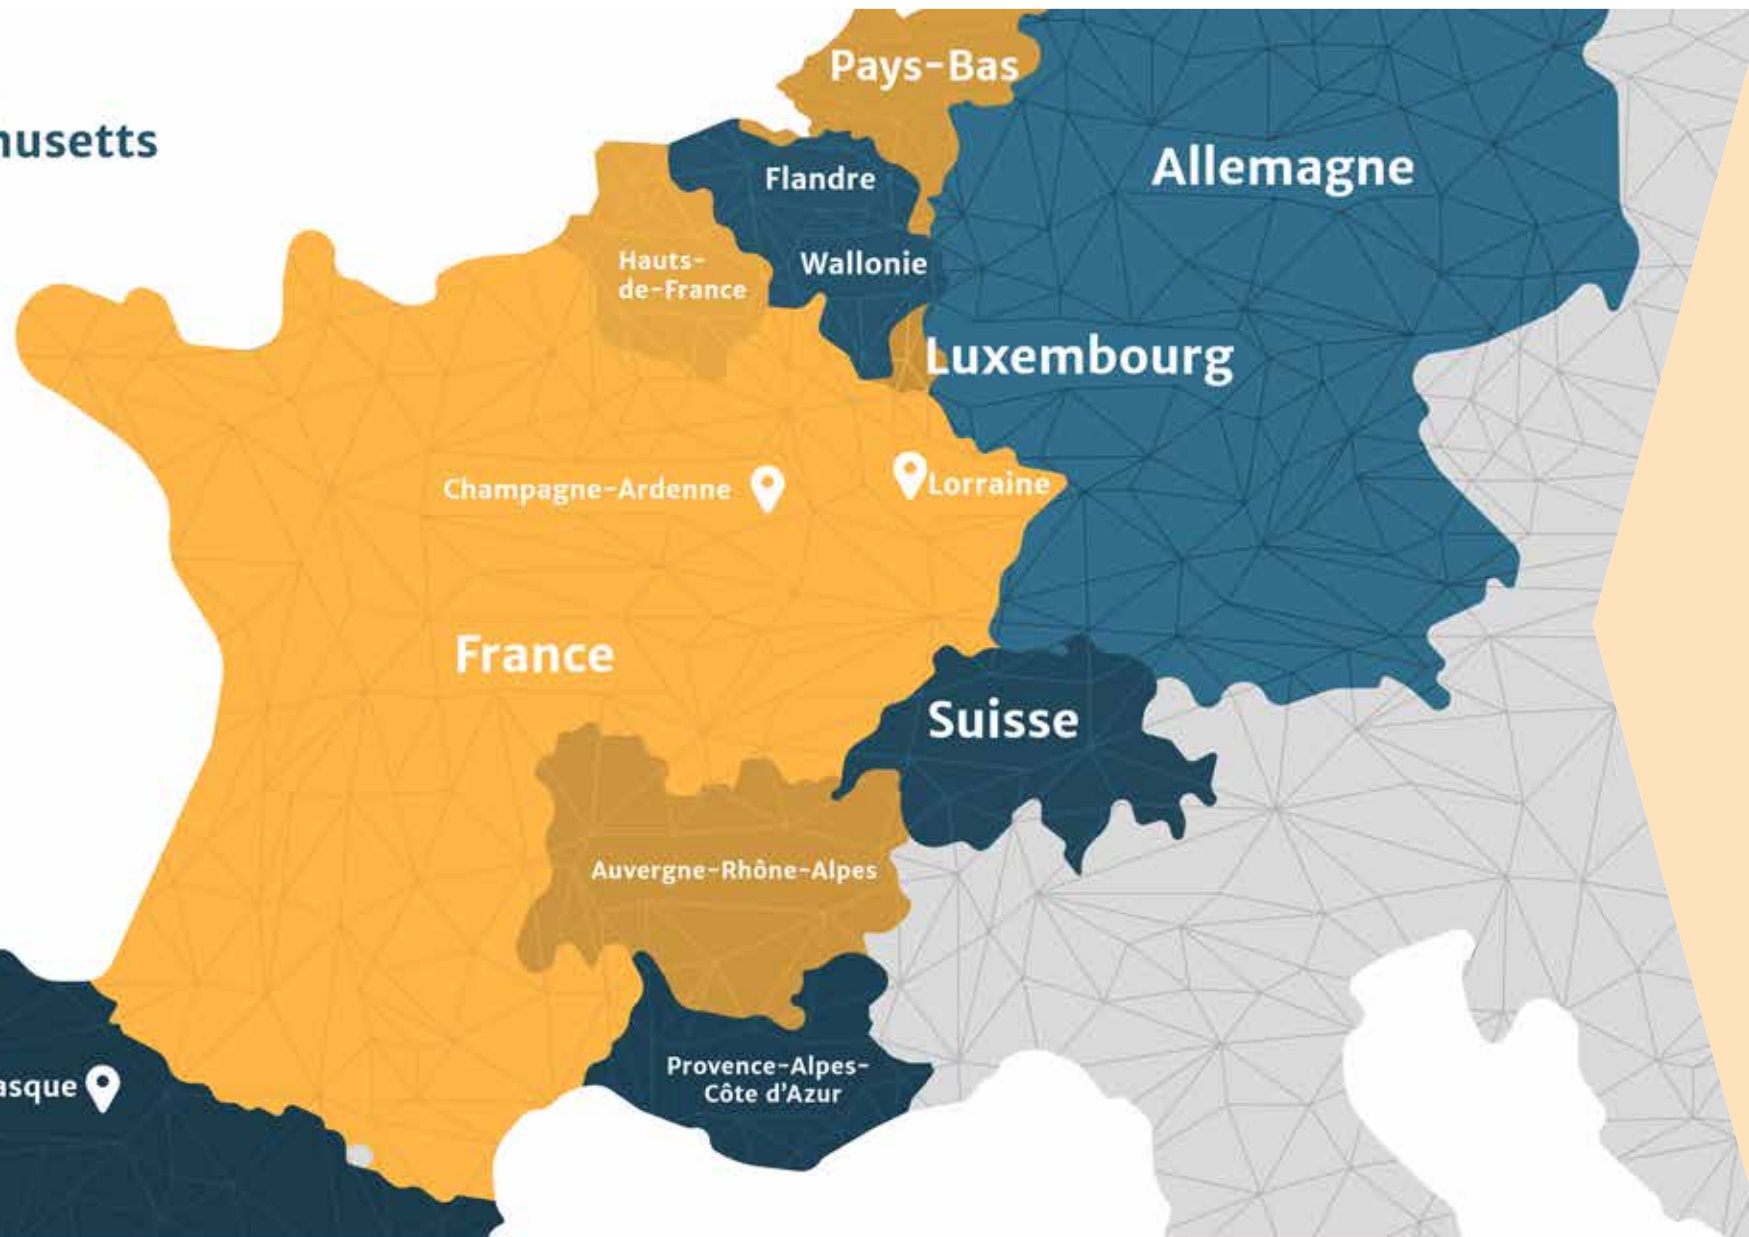 Pays-Bas
husetts
Allemagne
Flandre
Hauts-
de-France
Wallonie
Luxembourg
Champagne-Ardenne
Lorraine
France
Suisse
Auvergne-Rhône-Alpes
Provence-Alpes-
Côte d'Azur
asque